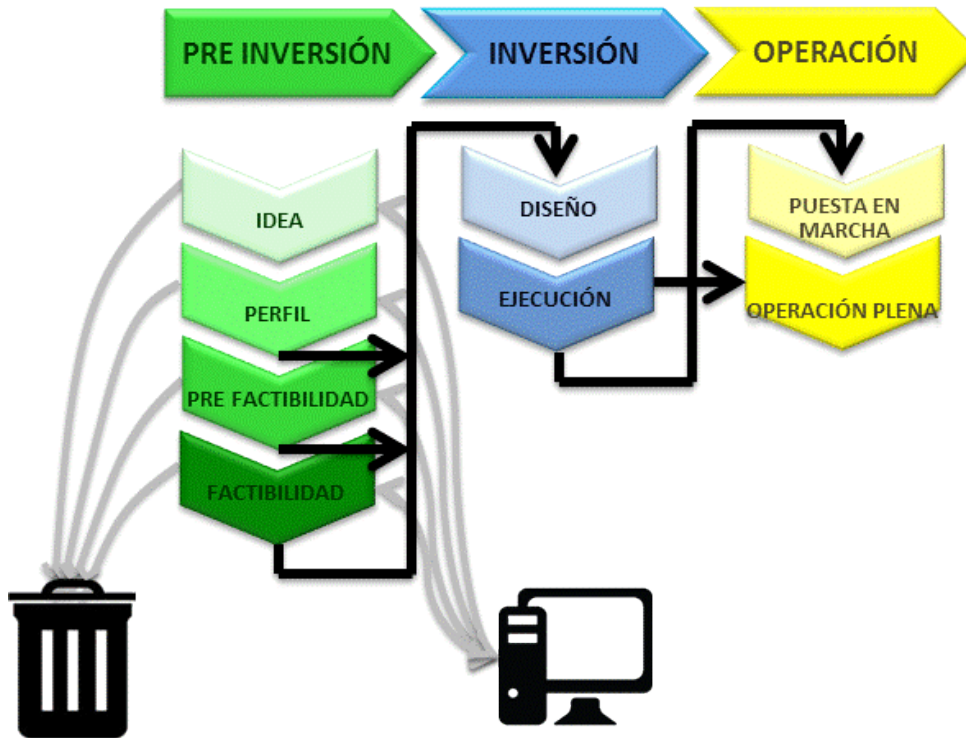 PRE INVERSIÓN
INVERSIÓN
OPERACIÓN
IDEA
PERFIL
PRE FACTIBILIDAD
FACTIBILIDAD
DISEÑO
EJECUCIÓN
PUESTA EN
MARCHA
OPERACIÓN PLENA